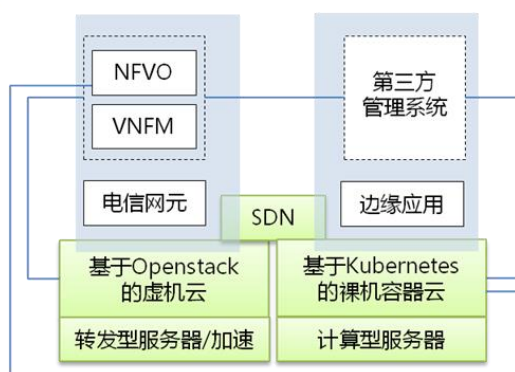 NFVO
VNFM
电信网元
第三方
管理系统
边缘应用
SDN
基于Openstack
的虚机云
基于Kubernetes
的裸机容器云
转发型服务器/加速
计算型服务器